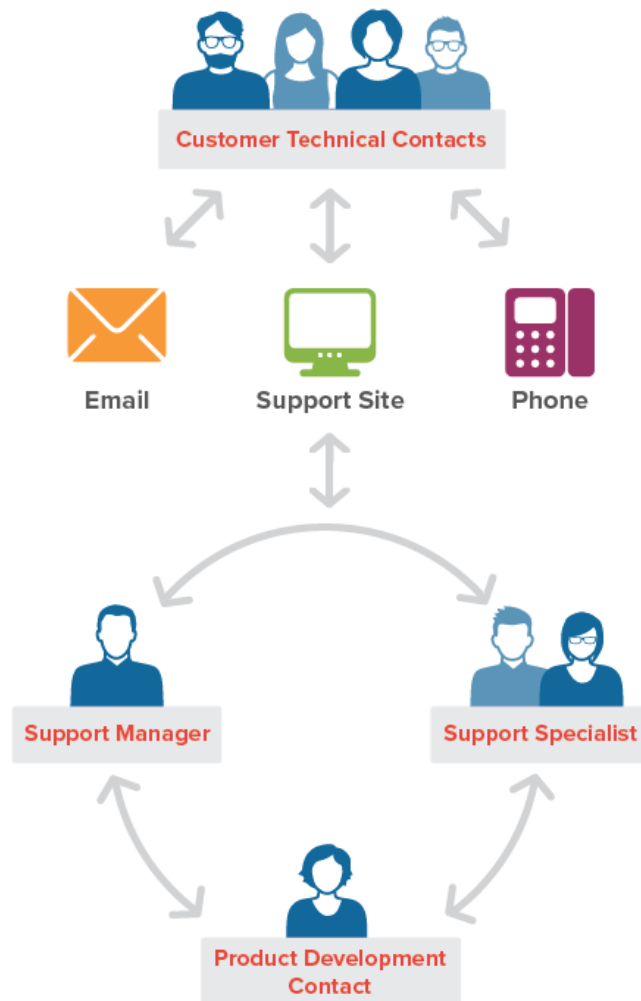 Customer Technical Contacts
Email
Support Site
Phone
Support Manager
Support Specialist
Product Development
Contact